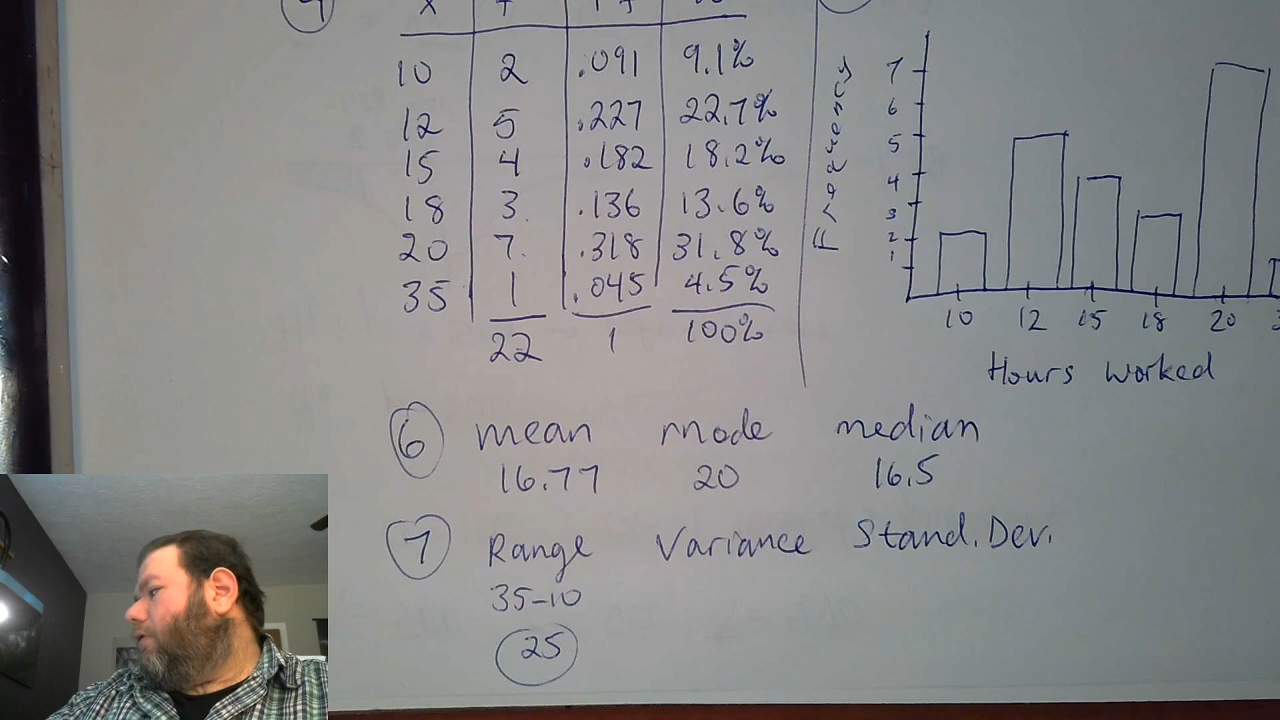 4 x f rf %
10 2 .091 9.1%
12 5 .227 22.7%
15 4 .182 18.2%
18 3 .136 13.6%
20 7 .318 31.8%
35 1 .045 4.5%
22 1 100%
Frequency
7
6
5
4
3
2
1
10 12 15 18 20 3
Hours worked
6 mean mode median
16.77 20 16.5
7 Range Variance Stand. Dev.
35-10
25